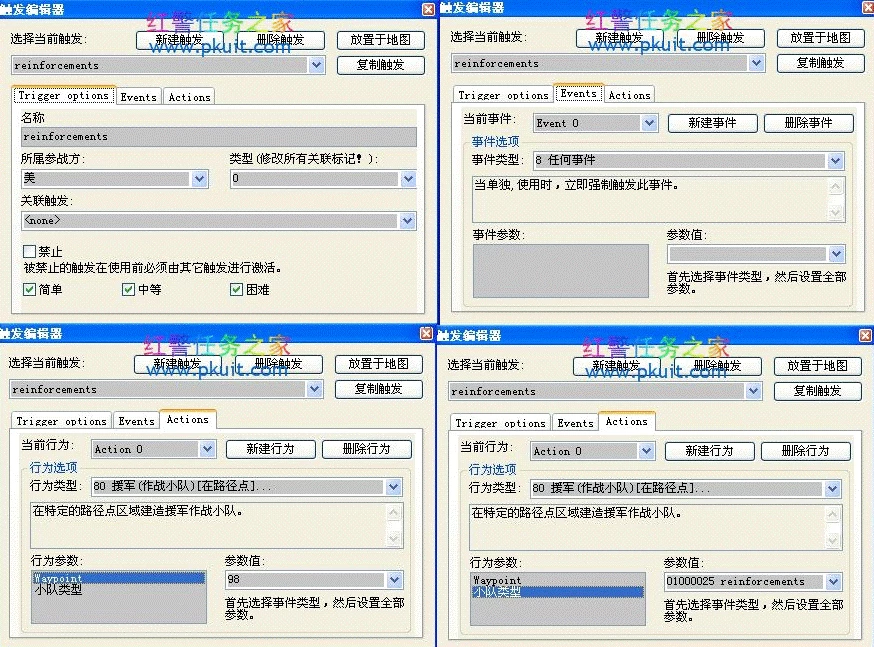 触发编辑器
红警任务之家
www.pkuit.com
选择当前触发:
新建触发
删除触发
放置于地图
reinforcements
复制触发
Trigger options Events Actions
名称
reinforcements
所属参战方:
类型(修改所有关联标记! ):
美
0
关联触发:
<none>
禁止
被禁止的触发在使用前必须由其它触发进行激活。
简单 中等 困难
触发编辑器
红警任务之家
www.pkuit.com
选择当前触发:
新建触发
删除触发
放置于地图
reinforcements
复制触发
Trigger options Events Actions
当前事件:
Event 0
新建事件
删除事件
事件选项
事件类型:
8 任何事件
当单独,使用时，立即强制触发此事件。
事件参数:
参数值:
首先选择事件类型，然后设置全部
参数。
触发编辑器
红警任务之家
www.pkuit.com
选择当前触发:
新建触发
删除触发
放置于地图
reinforcements
复制触发
Trigger options Events Actions
当前行为:
Action 0
新建行为
删除行为
行为选项
行为类型:
80 援军(作战小队)[在路径点]...
在特定的路径点区域建造援军作战小队。
行为参数:
参数值:
Waypoint
小队类型
98
首先选择事件类型，然后设置全部
参数。
触发编辑器
红警任务之家
www.pkuit.com
选择当前触发:
新建触发
删除触发
放置于地图
reinforcements
复制触发
Trigger options Events Actions
当前行为:
Action 0
新建行为
删除行为
行为选项
行为类型:
80 援军(作战小队)[在路径点]...
在特定的路径点区域建造援军作战小队。
行为参数:
参数值:
Waypoint
小队类型
01000025 reinforcements
首先选择事件类型，然后设置全部
参数。